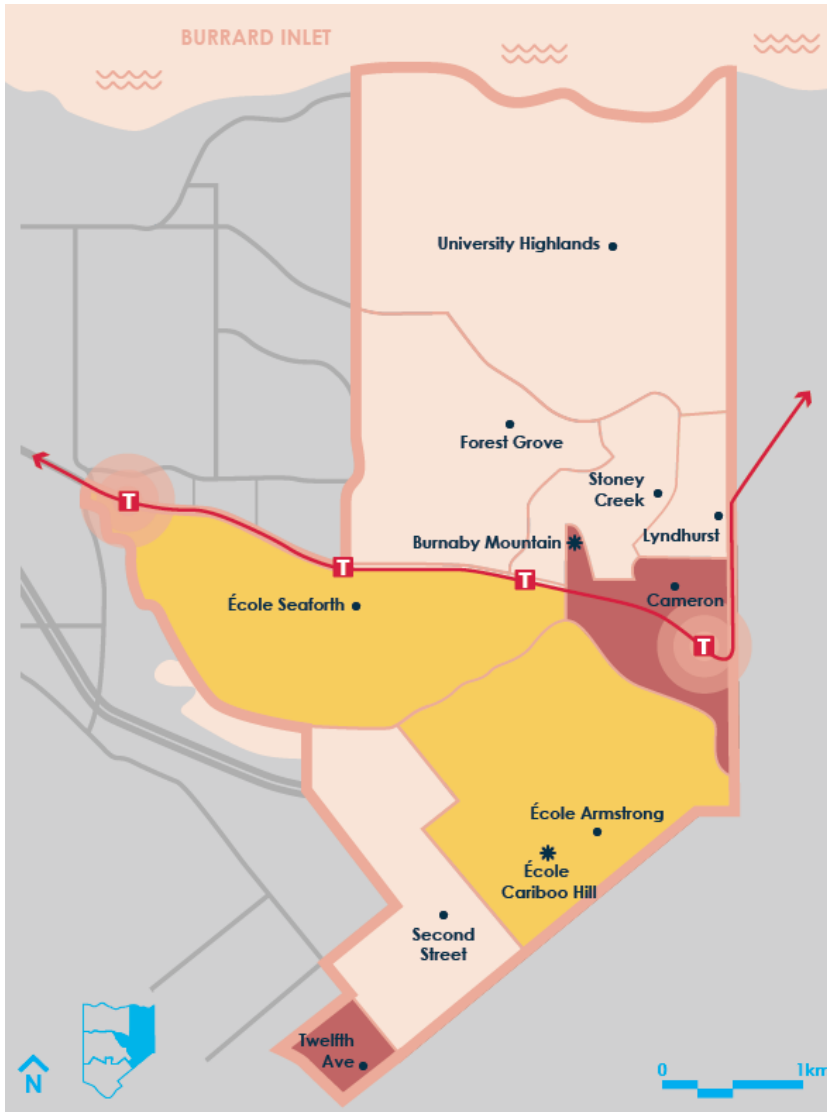 BURRARD INLET
University Highlands
Forest Grove
Stoney
Creek
Lyndhurst
T
Burnaby Mountain
T
T
Cameron
École Seaforth
T
École Armstrong
École
Cariboo Hill
Second
Street
Twelfth
Ave
N
0
1km